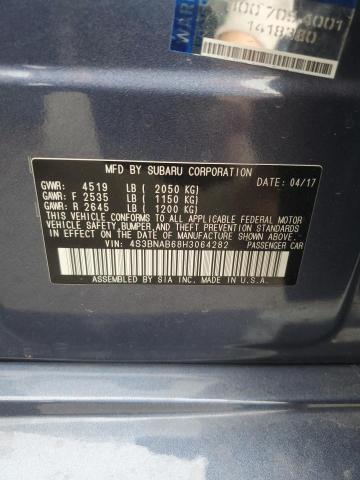 1418380
MFD BY SUBARU CORPORATION
GVWR: 4519 LB ( 2050 KG) DATE: 04/17
GAWR: F 2535 LB ( 1150 KG)
GAWR: R 2645 LB ( 1200 KG)
THIS VEHICLE CONFORMS TO ALL APPLICABLE FEDERAL MOTOR
VEHICLE SAFETY, BUMPER, AND THEFT PREVENTION STANDARDS
IN EFFECT ON THE DATE OF MANUFACTURE SHOWN ABOVE.
VIN: 4S3BNAB68H3064282 PASSENGER CAR
ASSEMBLED BY SIA INC. MADE IN U.S.A.